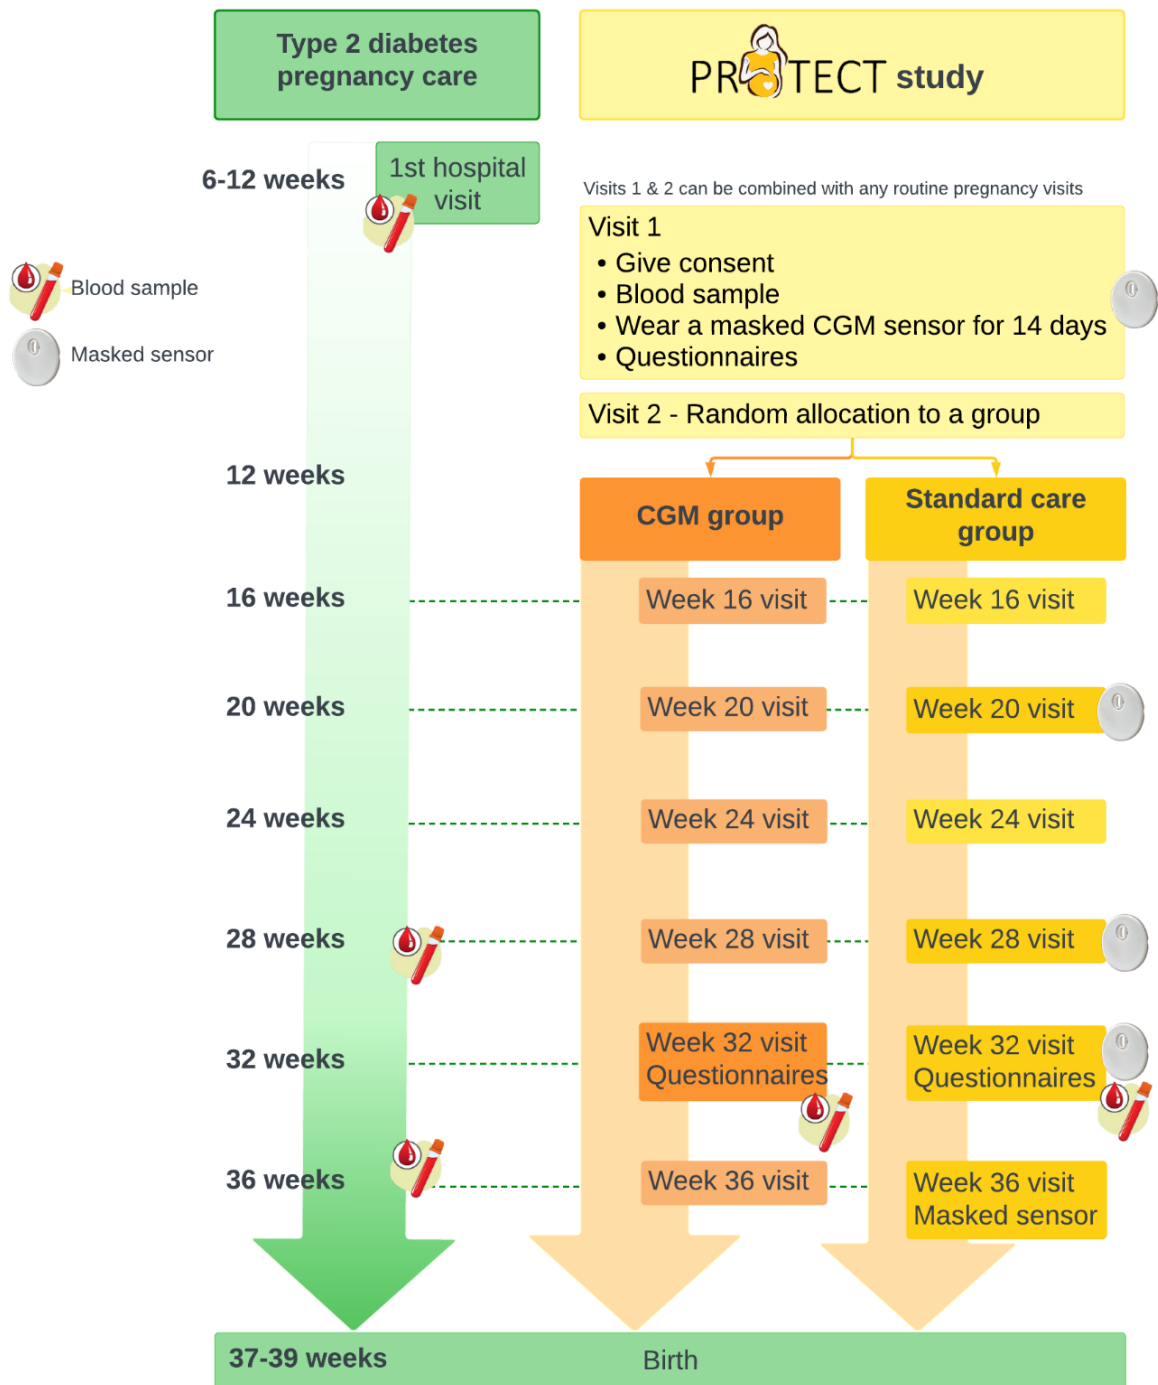 Type 2 diabetes
pregnancy care
PROTECT study
6-12 weeks
1st hospital
visit
Visits 1 & 2 can be combined with any routine pregnancy visits
Visit 1
• Give consent
• Blood sample
• Wear a masked CGM sensor for 14 days
• Questionnaires
Blood sample
Masked sensor
Visit 2 - Random allocation to a group
12 weeks
CGM group
Standard care
group
16 weeks
Week 16 visit
Week 16 visit
20 weeks
Week 20 visit
Week 20 visit
24 weeks
Week 24 visit
Week 24 visit
28 weeks
Week 28 visit
Week 28 visit
32 weeks
Week 32 visit
Questionnaires
Week 32 visit
Questionnaires
36 weeks
Week 36 visit
Week 36 visit
Masked sensor
37-39 weeks
Birth